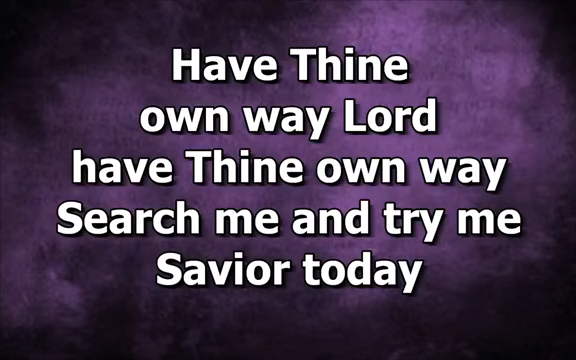 Have Thine
own way Lord
have Thine own way
Search me and try me
Savior today